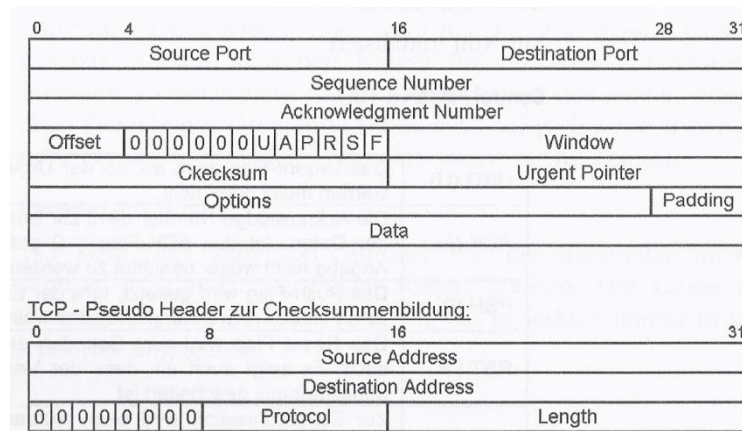 0 4 16 28 31
Source Port Destination Port
Sequence Number
Acknowledgment Number
Offset 0 0 0 0 0 0 U A P R S F Window
Ckecksum Urgent Pointer
Options Padding
Data
TCP - Pseudo Header zur Checksummenbildung:
0 8 16 31
Source Address
Destination Address
0 0 0 0 0 0 0 0 Protocol Length